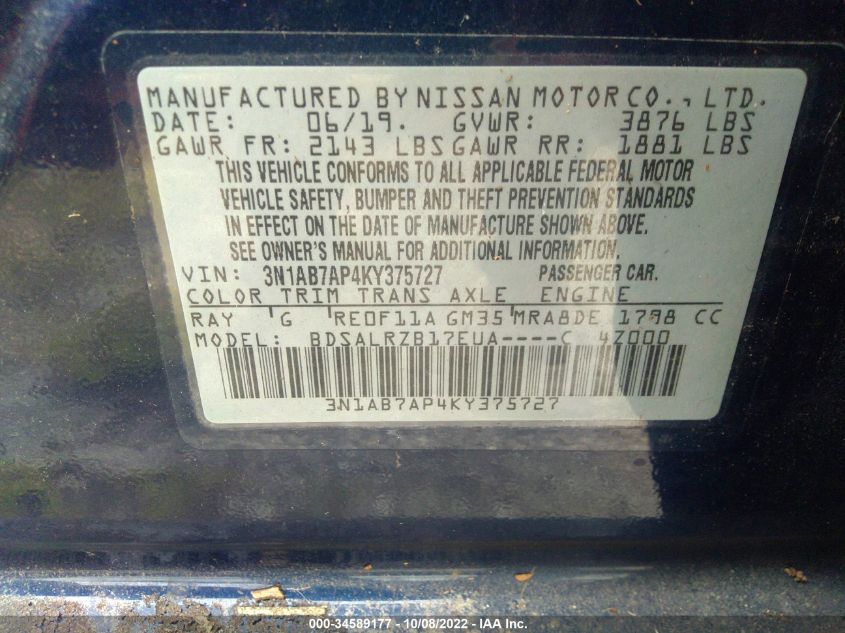 MANUFACTURED BY NISSAN MOTOR CO., LTD.
DATE: 06/19. GVWR: 3876 LBS
GAWR FR: 2143 LBS GAWR RR: 1881 LBS
THIS VEHICLE CONFORMS TO ALL APPLICABLE FEDERAL MOTOR
VEHICLE SAFETY, BUMPER AND THEFT PREVENTION STANDARDS
IN EFFECT ON THE DATE OF MANUFACTURE SHOWN ABOVE.
SEE OWNER'S MANUAL FOR ADDITIONAL INFORMATION.
VIN: 3N1AB7AP4KY375727 PASSENGER CAR.
COLOR TRIM TRANS AXLE ENGINE
RAY 'G RE0F11A GM35 MRA8DE 1798 CC
MODEL: BDSALRZB17EUA----C 4Z000
3N1AB7AP4KY375727
000-34589177 - 10/08/2022 - IAA Inc.